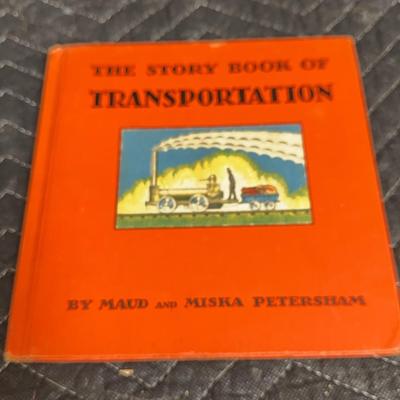 THE STORY BOOK OF
TRANSPORTATION
BY MAUD AND MISKA PETERSHAM